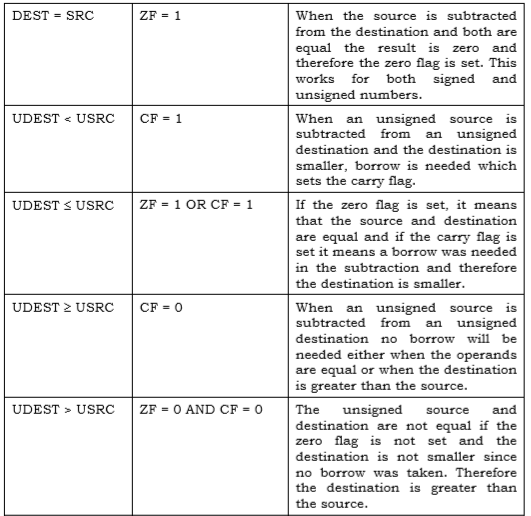 DEST = SRC ZF = 1 When the source is subtracted
from the destination and both are
equal the result is zero and
therefore the zero flag is set. This
works for both signed and
unsigned numbers.
UDEST < USRC CF = 1 When an unsigned source is
subtracted from an unsigned
destination and the destination is
smaller, borrow is needed which
sets the carry flag.
UDEST ≤ USRC ZF = 1 OR CF = 1 If the zero flag is set, it means
that the source and destination
are equal and if the carry flag is
set it means a borrow was needed
in the subtraction and therefore
the destination is smaller.
UDEST ≥ USRC CF = 0 When an unsigned source is
subtracted from an unsigned
destination no borrow will be
needed either when the operands
are equal or when the destination
is greater than the source.
UDEST > USRC ZF = 0 AND CF = 0 The unsigned source and
destination are not equal if the
zero flag is not set and the
destination is not smaller since
no borrow was taken. Therefore
the destination is greater than
the source.